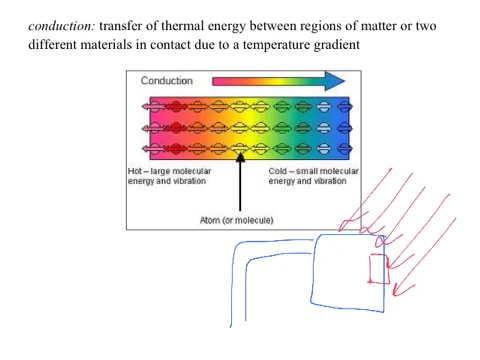 conduction: transfer of thermal energy between regions of matter or two
different materials in contact due to a temperature gradient
Conduction
Hot – large molecular
energy and vibration
Cold – small molecular
energy and vibration
Atom (or molecule)